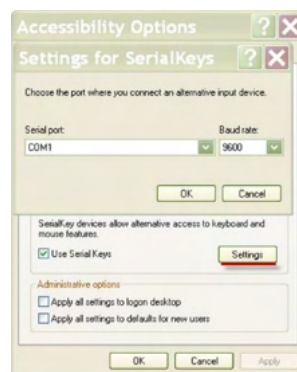 Accessibility Options
Settings for SerialKeys
Choose the port where you connect an alternative input device.
Serial port:
Baud rate:
COM1
9600
OK
Cancel
SerialKey devices allow alternative access to keyboard and
mouse features.
Use Serial Keys
Settings
Administrative options
Apply all settings to logon desktop
Apply all settings to defaults for new users
OK
Cancel
Apply